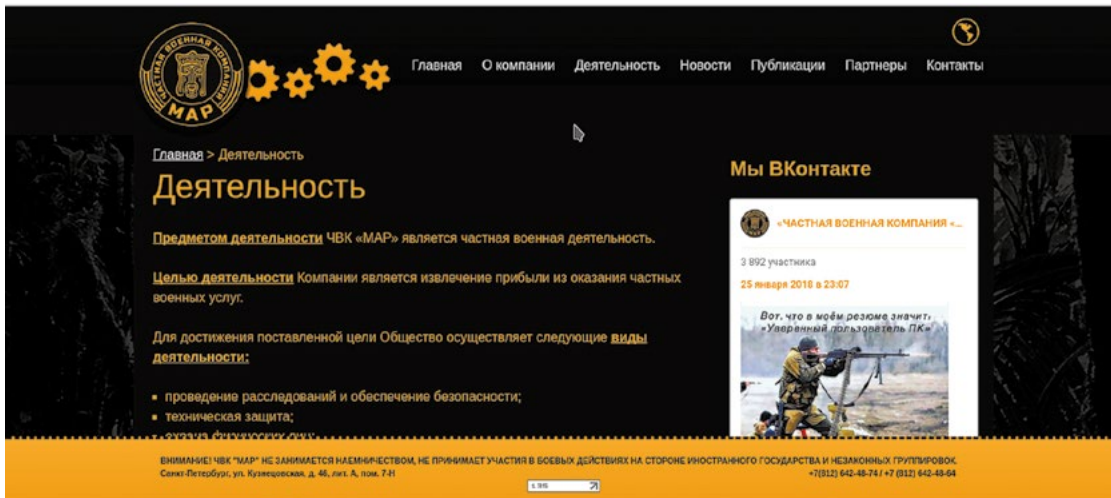 ЧАСТНАЯ ВОЕННАЯ КОМПАНИЯ
МАР
Главная О компании Деятельность Новости Публикации Партнеры Контакты
Главная > Деятельность
Деятельность
Предметом деятельности ЧВК «МАР» является частная военная деятельность.
Целью деятельности Компании является извлечение прибыли из оказания частных
военных услуг.
Для достижения поставленной цели Общество осуществляет следующие виды
деятельности:
проведение расследований и обеспечение безопасности;
техническая защита;
охрана физических лиц;
Мы ВКонтакте
«ЧАСТНАЯ ВОЕННАЯ КОМПАНИЯ «...
3 892 участника
25 января 2018 в 23:07
Вот, что в моём резюме значит,
«Уверенный пользователь ПК»
ВНИМАНИЕ! ЧВК "МАР" НЕ ЗАНИМАЕТСЯ НАЕМНИЧЕСТВОМ, НЕ ПРИНИМАЕТ УЧАСТИЯ В БОЕВЫХ ДЕЙСТВИЯХ НА СТОРОНЕ ИНОСТРАННОГО ГОСУДАРСТВА И НЕЗАКОННЫХ ГРУППИРОВОК.
Санкт-Петербург, ул. Кузнецовская, д. 46, лит. А, пом. 7-Н
+7(812) 642-48-74 / +7 (812) 642-48-64